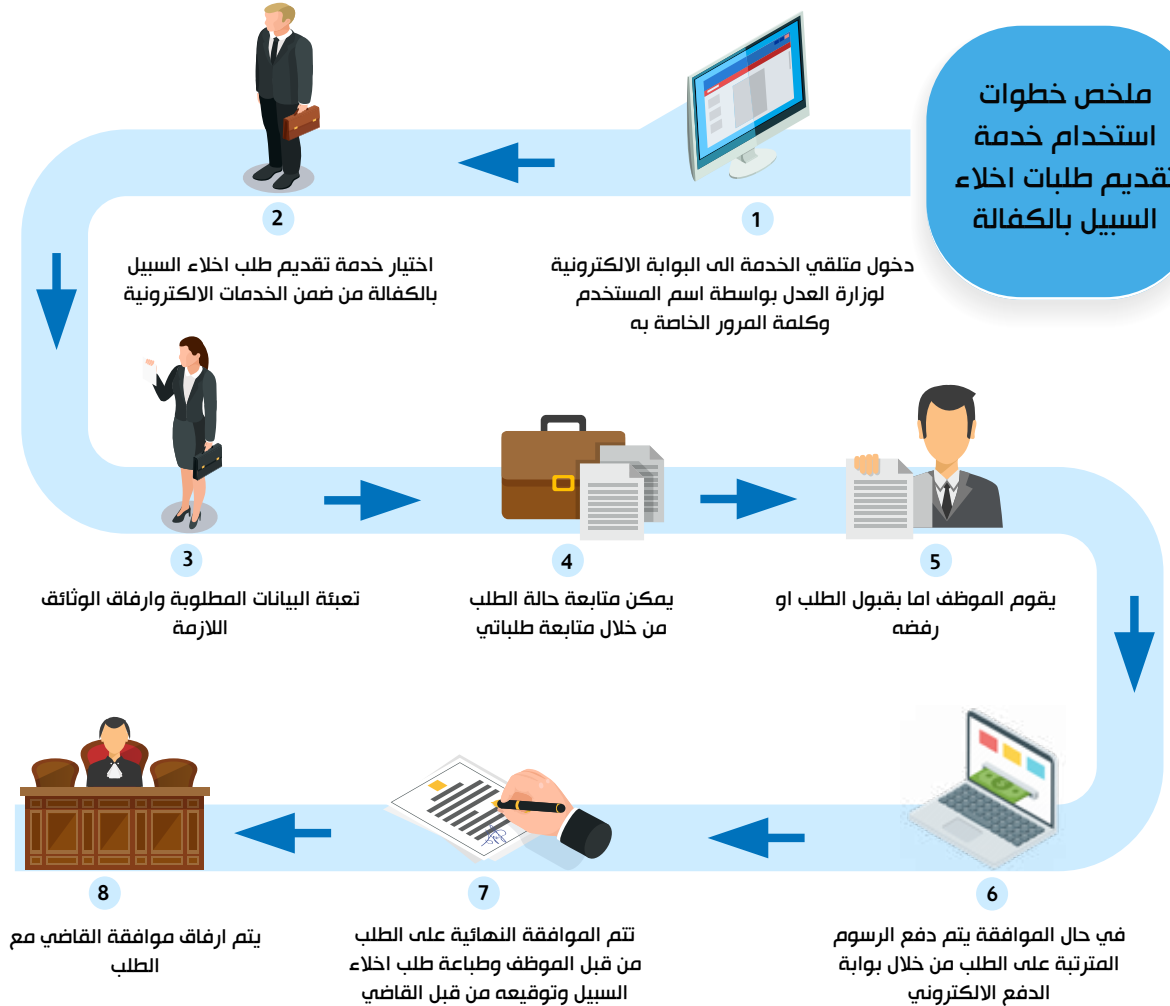 ملخص خطوات
استخدام خدمة
تقديم طلبات اخلاء
السبيل بالكفالة
1
دخول متلقي الخدمة الى البوابة الالكترونية
لوزارة العدل بواسطة اسم المستخدم
وكلمة المرور الخاصة به
2
اختيار خدمة تقديم طلب اخلاء السبيل
بالكفالة من ضمن الخدمات الالكترونية
3
تعبئة البيانات المطلوبة وارفاق الوثائق
اللازمة
4
يمكن متابعة حالة الطلب
من خلال متابعة طلباتي
5
يقوم الموظف اما بقبول الطلب او
رفضه
6
في حال الموافقة يتم دفع الرسوم
المترتبة على الطلب من خلال بوابة
الدفع الالكتروني
7
تتم الموافقة النهائية على الطلب
من قبل الموظف وطباعة طلب اخلاء
السبيل وتوقيعه من قبل القاضي
8
يتم ارفاق موافقة القاضي مع
الطلب